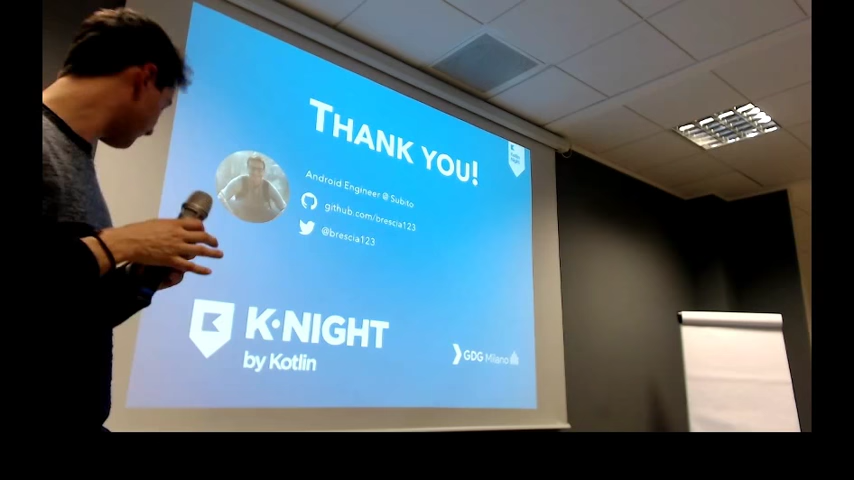 THANK YOU!
Android Engineer @ Subito
github.com/brescia123
@brescia123
K·NIGHT
by Kotlin
GDG Milano